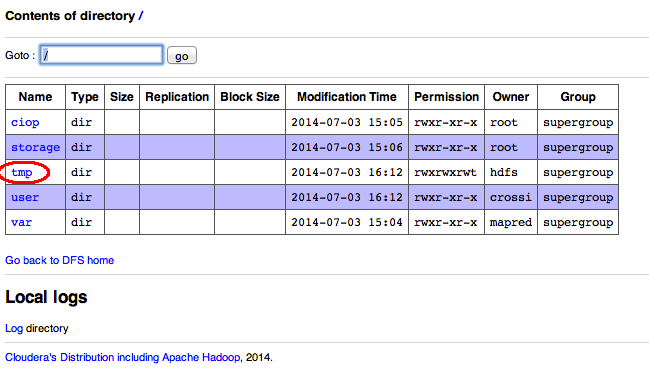 Contents of directory /
Goto : / go
Name Type Size Replication Block Size Modification Time Permission Owner Group
ciop dir 2014-07-03 15:05 rwxr-xr-x root supergroup
storage dir 2014-07-03 15:06 rwxr-xr-x root supergroup
tmp dir 2014-07-03 16:12 rwxrwxrwt hdfs supergroup
user dir 2014-07-03 16:12 rwxr-xr-x crossi supergroup
var dir 2014-07-03 15:04 rwxr-xr-x mapred supergroup
Go back to DFS home
Local logs
Log directory
Cloudera's Distribution including Apache Hadoop, 2014.